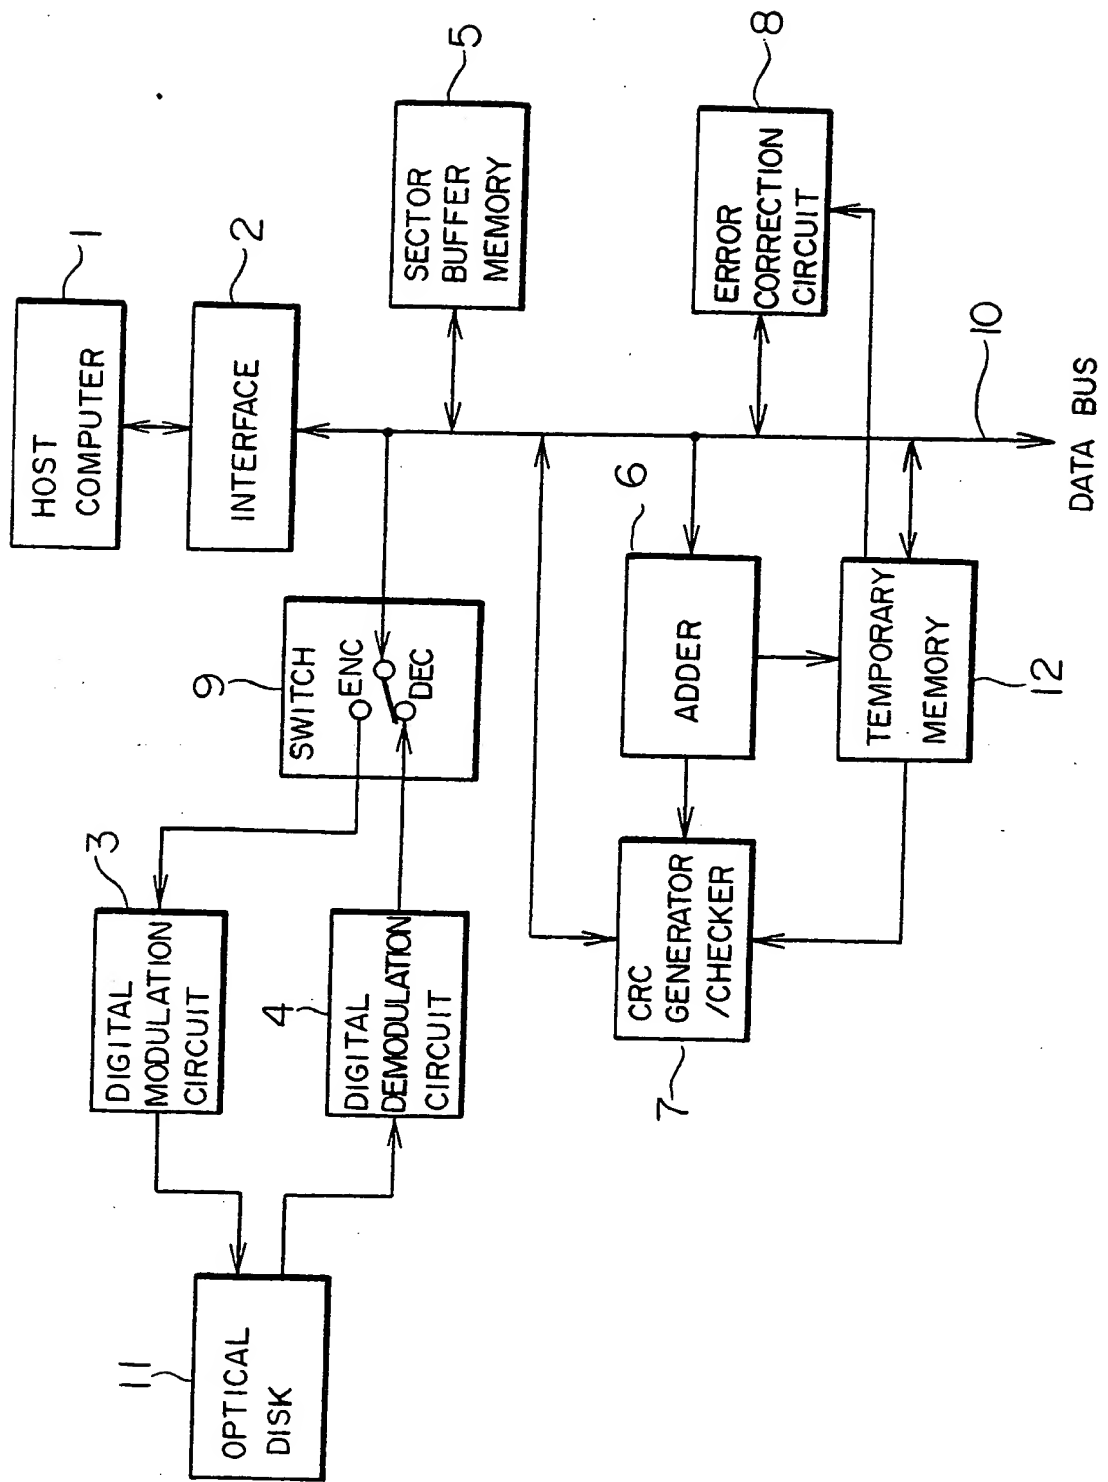 1
HOST
COMPUTER
2
INTERFACE
5
SECTOR
BUFFER
MEMORY
8
ERROR
CORRECTION
CIRCUIT
9
SWITCH
ENC
DEC
3
DIGITAL
MODULATION
CIRCUIT
4
DIGITAL
DEMODULATION
CIRCUIT
11
OPTICAL
DISK
6
ADDER
7
CRC
GENERATOR
/CHECKER
TEMPORARY
MEMORY
12
10
DATA BUS